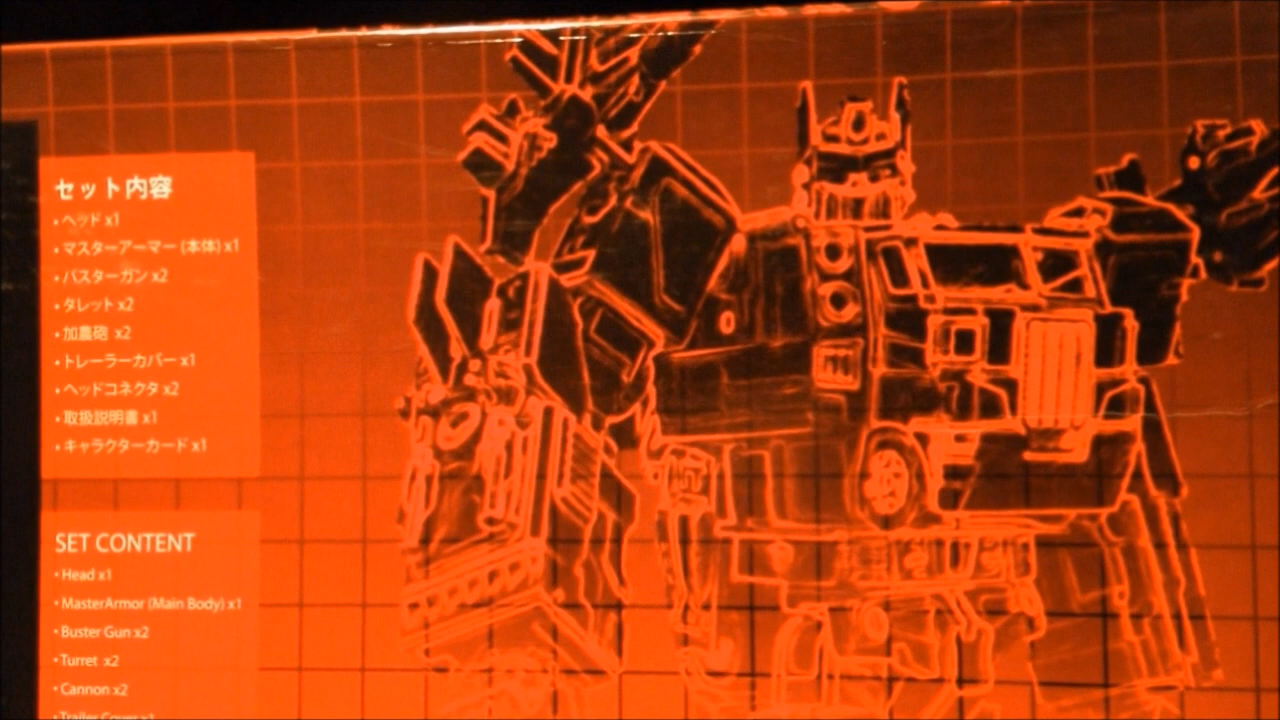 セット内容
• ヘッド x1
• マスターアーマー (本体) x1
• バスターガン x2
• タレット x2
• 加農砲 x2
• トレーラーカバー x1
• ヘッドコネクタ x2
• 取扱説明書 x1
• キャラクターカード x1
SET CONTENT
• Head x1
• MasterArmor (Main Body) x1
• Buster Gun x2
• Turret x2
• Cannon x2
• Trailer Cover x1